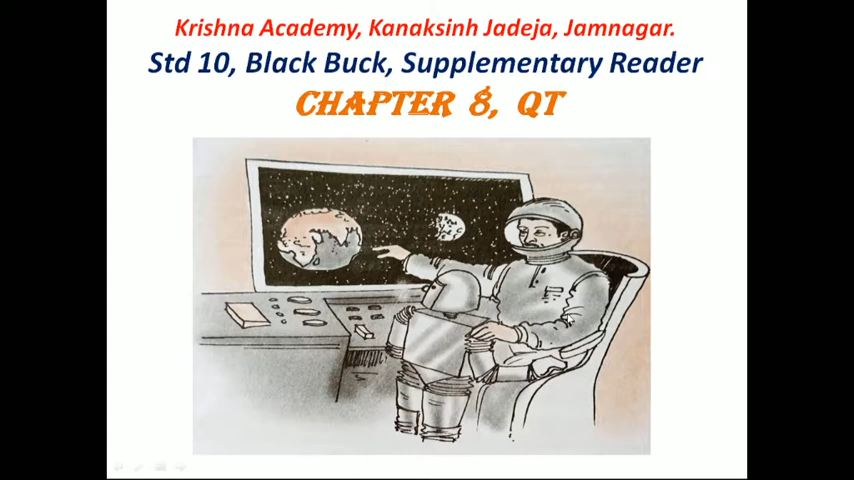 Krishna Academy, Kanaksinh Jadeja, Jamnagar.
Std 10, Black Buck, Supplementary Reader
CHAPTER 8, QT